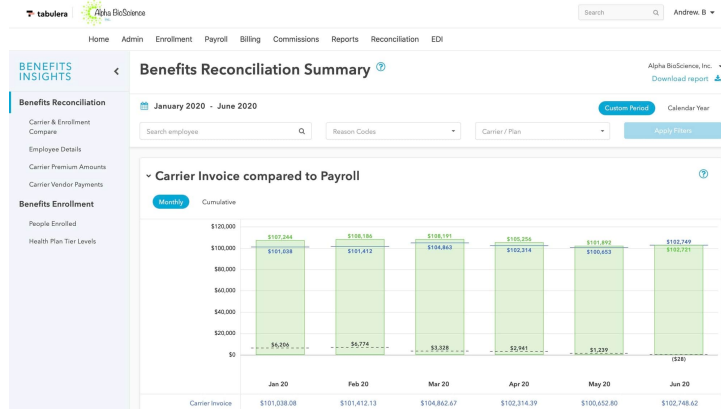 tabulera
Alpha BioScience
Search
Andrew. B
Home Admin Enrollment Payroll Billing Commissions Reports Reconciliation EDI
BENEFITS
INSIGHTS
Benefits Reconciliation
Carrier & Enrollment
Compare
Employee Details
Carrier Premium Amounts
Carrier Vendor Payments
Benefits Enrollment
People Enrolled
Health Plan Tier Levels
Benefits Reconciliation Summary ?
Alpha BioScience, Inc.
Download report
January 2020 - June 2020
Custom Period
Calendar Year
Search employee
Reason Codes
Carrier / Plan
Apply Filters
Carrier Invoice compared to Payroll ?
Monthly Cumulative
$120,000
$100,000
$80,000
$60,000
$40,000
$20,000
$0
$107,244 $108,186 $108,191 $105,256 $101,892 $102,749
$101,038 $101,412 $104,863 $102,314 $100,653 $102,721
$6,206 $6,774 $3,328 $2,941 $1,239 ($28)
Jan 20 Feb 20 Mar 20 Apr 20 May 20 Jun 20
Carrier Invoice $101,038.08 $101,412.13 $104,862.67 $102,314.39 $100,652.80 $102,748.62